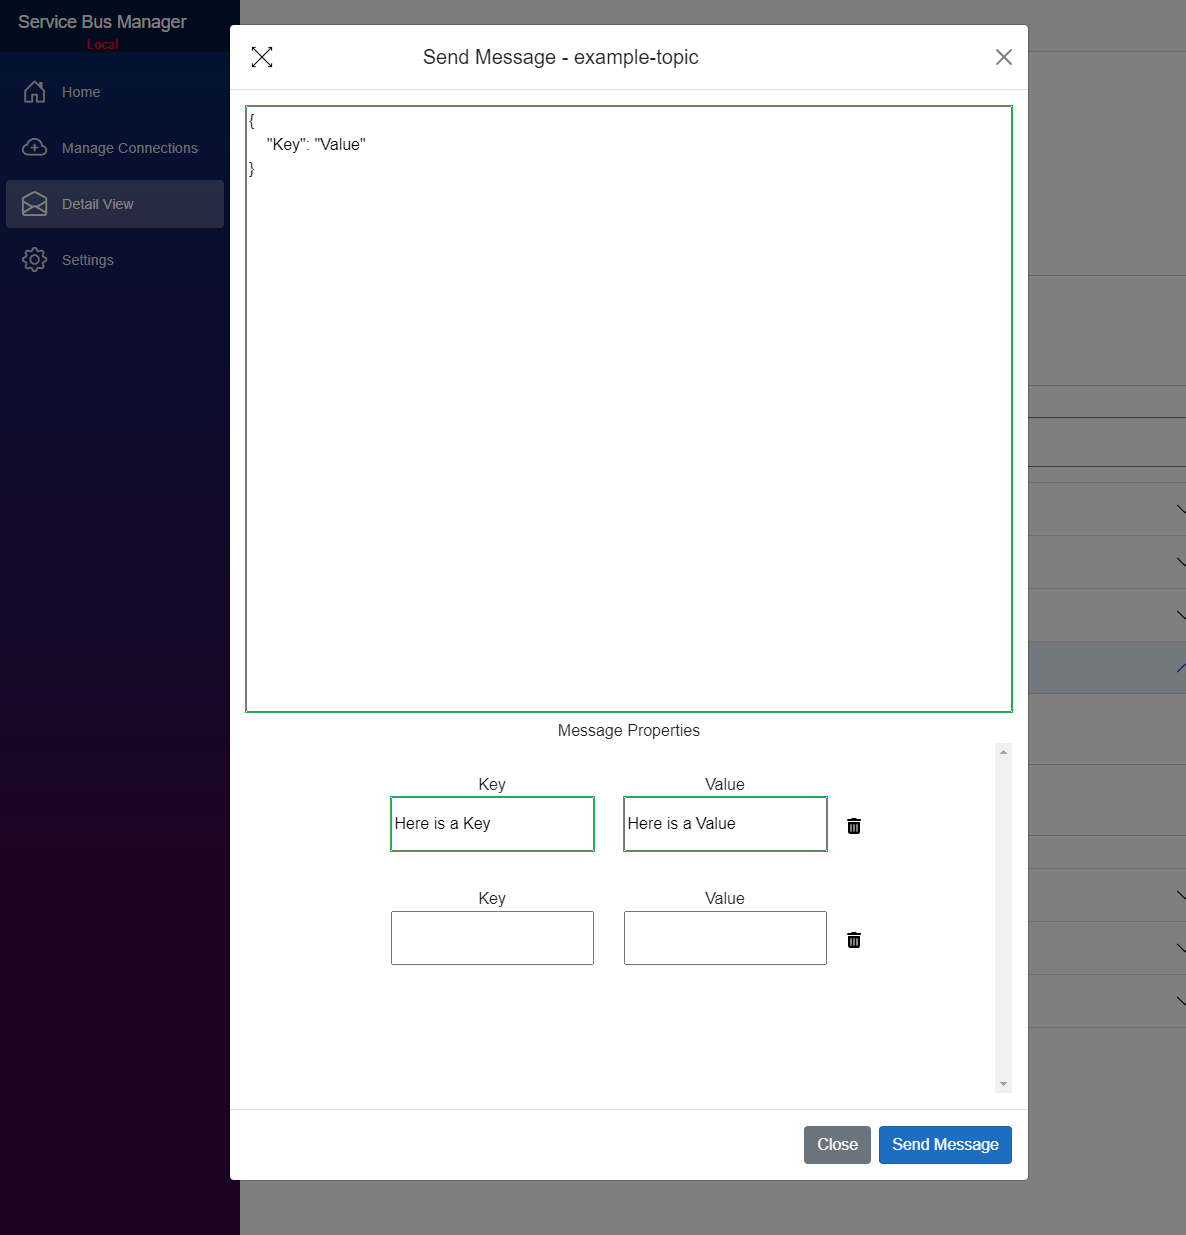 Service Bus Manager
Local
Home
Manage Connections
Detail View
Settings
Send Message - example-topic
{
"Key": "Value"
}
Message Properties
Key Value
Here is a Key Here is a Value
Key Value
Close Send Message